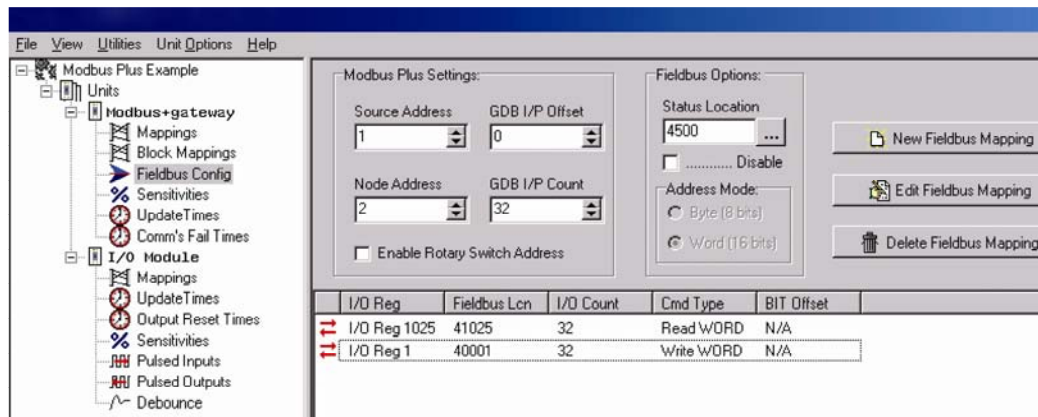 File View Utilities Unit Options Help
Modbus Plus Example
Units
Modbus+gateway
Mappings
Block Mappings
Fieldbus Config
Sensitivities
UpdateTimes
Comm's Fail Times
I/O Module
Mappings
UpdateTimes
Output Reset Times
Sensitivities
Pulsed Inputs
Pulsed Outputs
Debounce
Modbus Plus Settings:
Source Address GDB I/P Offset
1 0
Node Address GDB I/P Count
2 32
Enable Rotary Switch Address
Fieldbus Options:
Status Location
4500 ...
............ Disable
Address Mode:
Byte (8 bits)
Word (16 bits)
New Fieldbus Mapping
Edit Fieldbus Mapping
Delete Fieldbus Mapping
I/O Reg Fieldbus Lcn I/O Count Cmd Type BIT Offset
I/O Reg 1025 41025 32 Read WORD N/A
I/O Reg 1 40001 32 Write WORD N/A